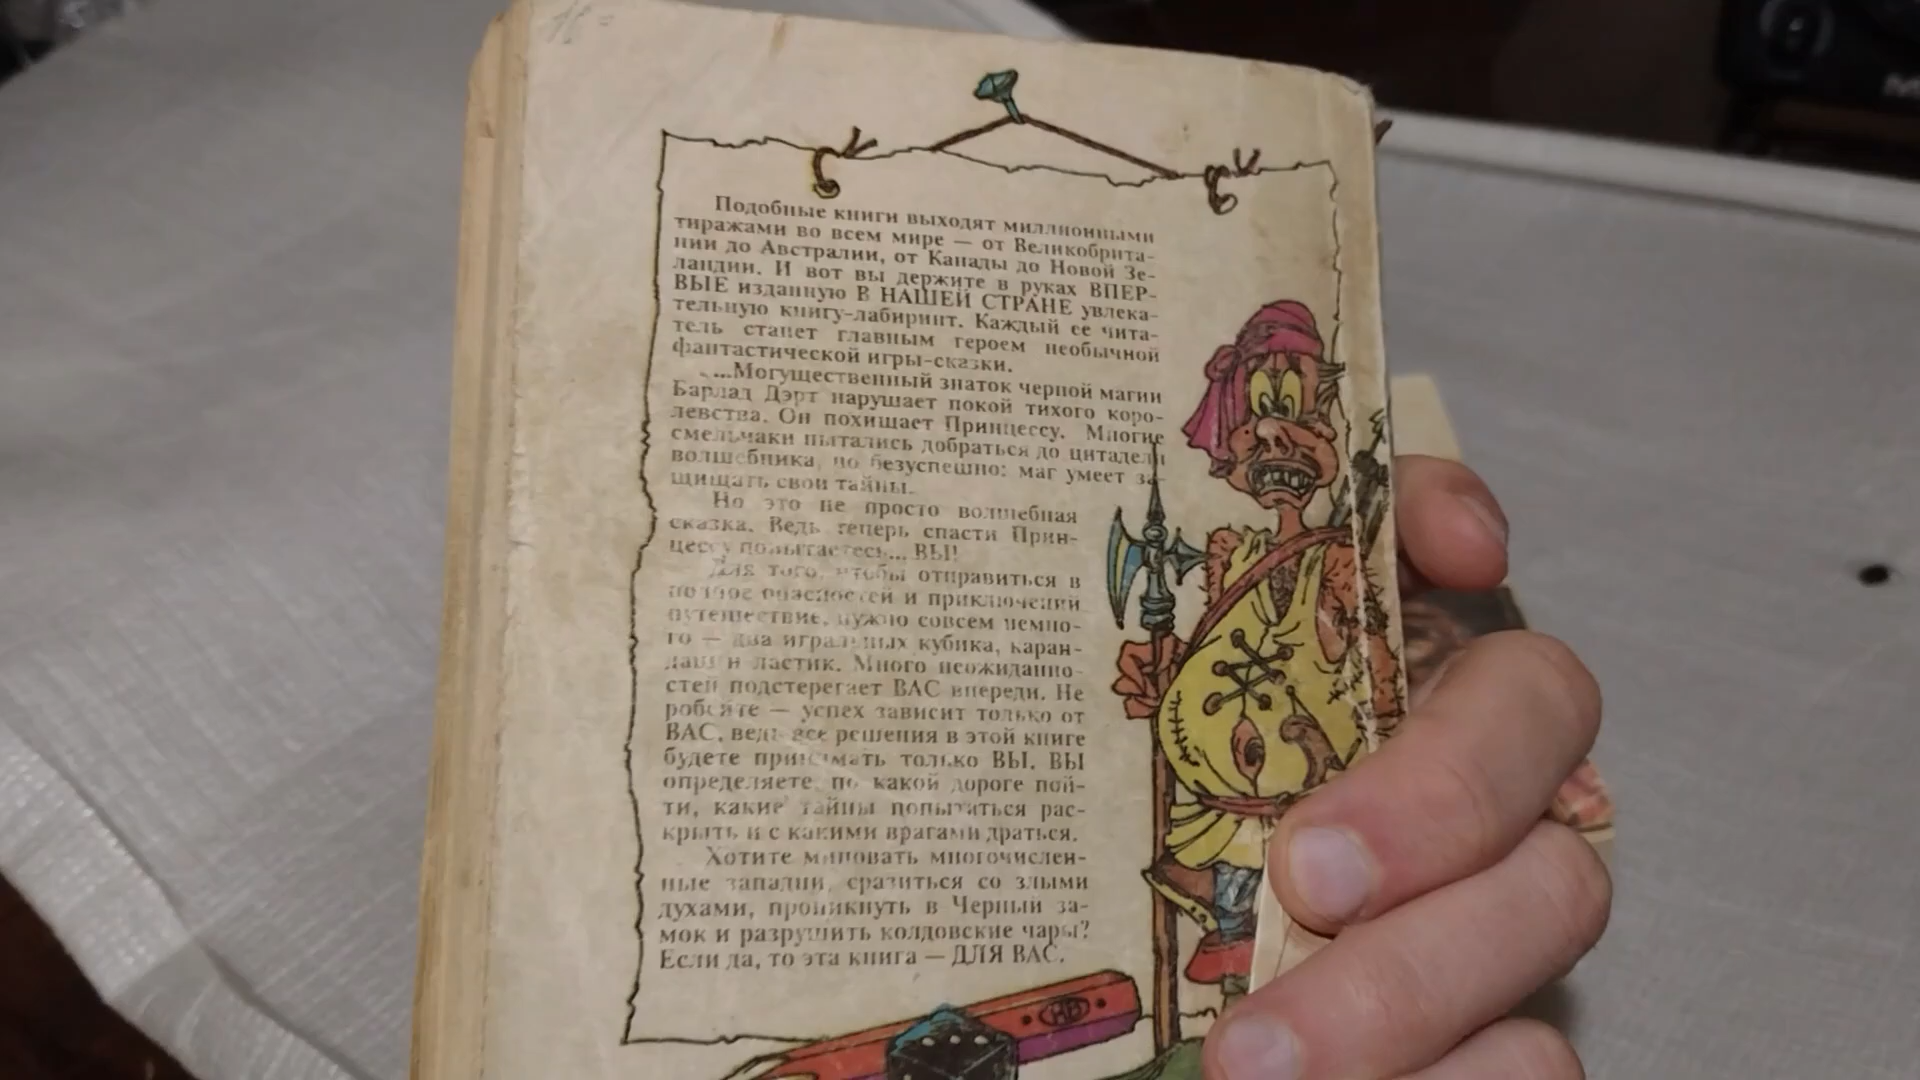 Подобные книги выходят миллионными
тиражами во всем мире — от Великобрита-
нии до Австралии, от Канады до Новой Зе-
ландии. И вот вы держите в руках ВПЕР-
ВЫЕ изданную В НАШЕЙ СТРАНЕ увлека-
тельную книгу-лабиринт. Каждый ее чита-
тель станет главным героем необычной
фантастической игры-сказки.
...Могущественный знаток черной магии
Барлад Дэрт нарушает покой тихого коро-
левства. Он похищает Принцессу. Многие
смельчаки пытались добраться до цитадели
волшебника, но безуспешно: маг умеет за-
щищать свои тайны.
Но это не просто волшебная
сказка. Ведь теперь спасти Прин-
цессу попытаетесь... ВЫ!
Для того, чтобы отправиться в
полное опасностей и приключений
путешествие, нужно совсем немно-
го — два игральных кубика, каран-
даш и ластик. Много неожиданно-
стей подстерегает ВАС впереди. Не
робейте — успех зависит только от
ВАС, ведь все решения в этой книге
будете принимать только ВЫ. ВЫ
определяете, по какой дороге пой-
ти, какие тайны попытаться рас-
крыть и с какими врагами драться.
Хотите миновать многочислен-
ные западни, сразиться со злыми
духами, проникнуть в Черный за-
мок и разрушить колдовские чары?
Если да, то эта книга — ДЛЯ ВАС.
НВ